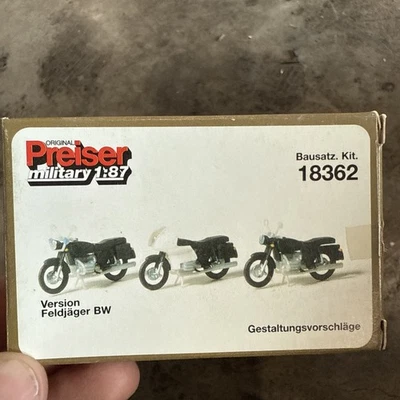 ORIGINAL
Preiser
military 1:87
Bausatz. Kit.
18362
Version
Feldjäger BW
Gestaltungsvorschläge